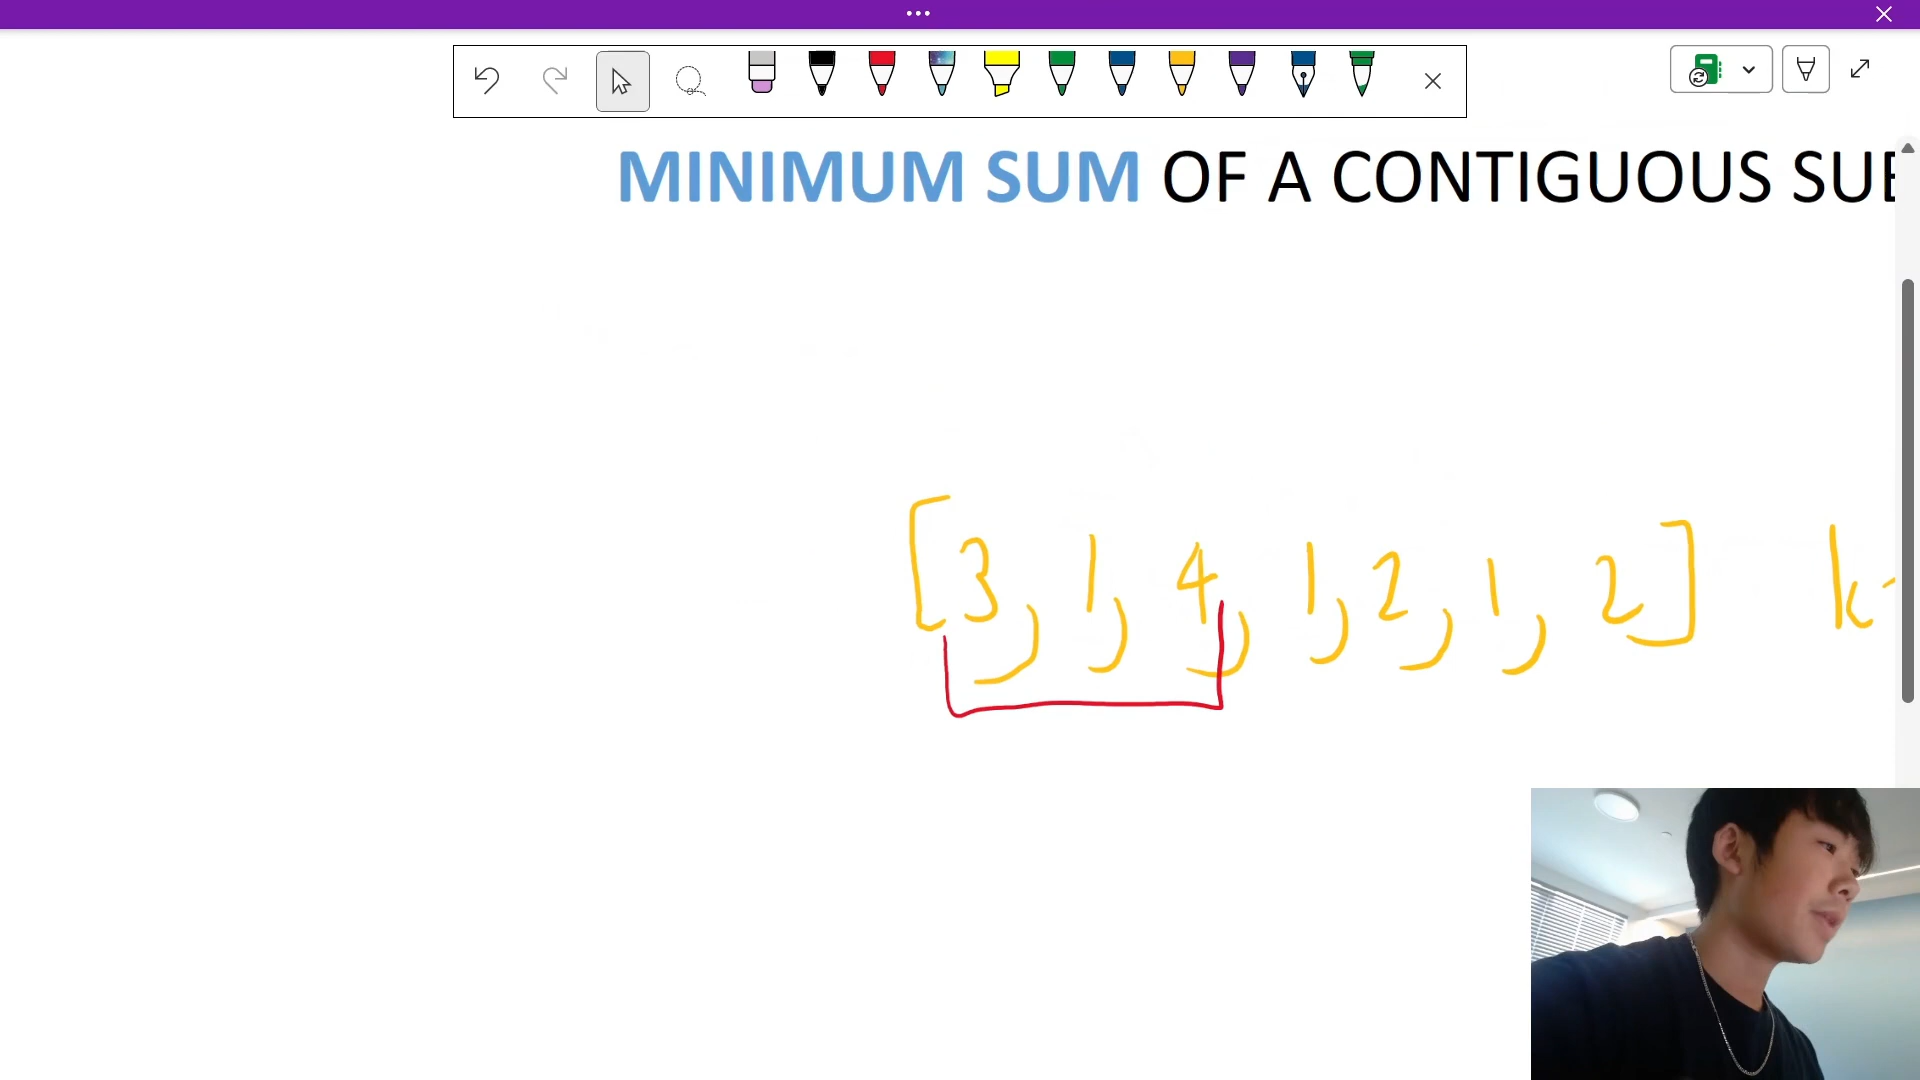 MINIMUM SUM OF A CONTIGUOUS SUB
[3, 1, 4, 1, 2, 1, 2] k